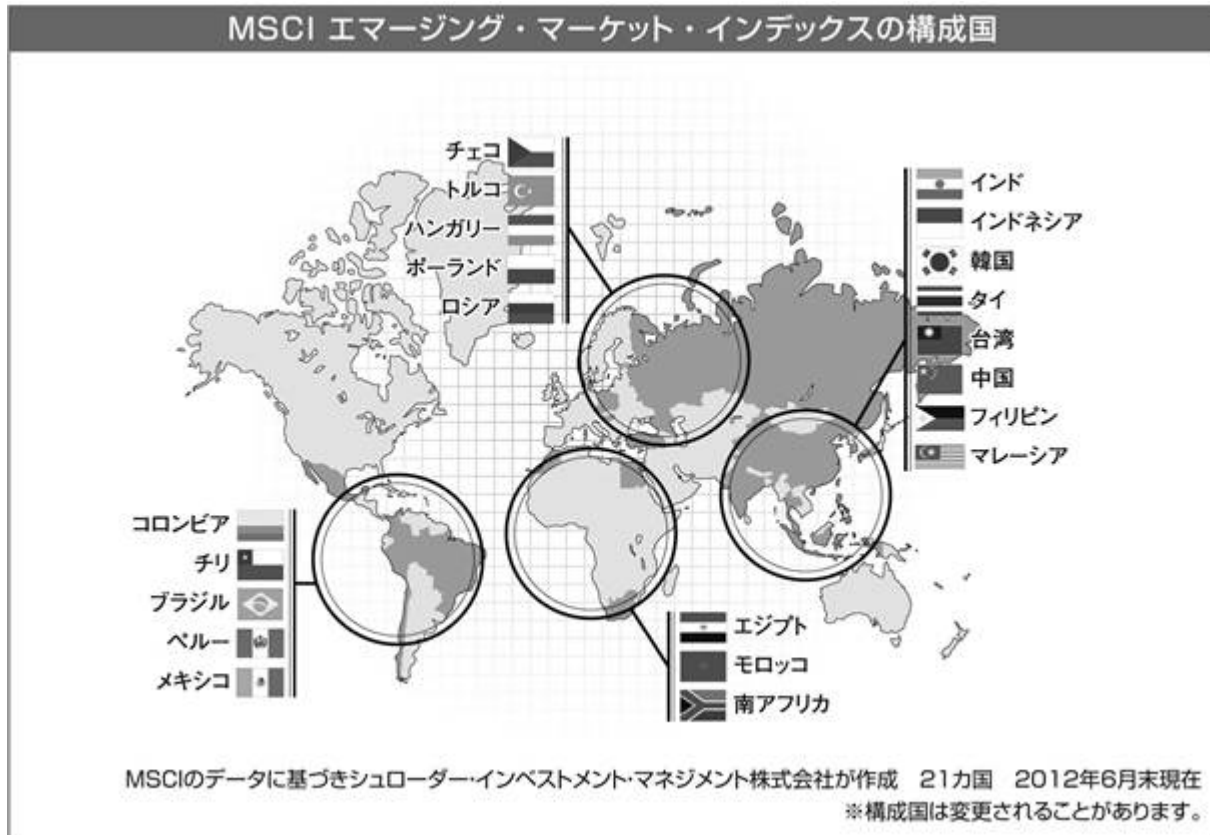 MSCI エマージング・マーケット・インデックスの構成国
チェコ
トルコ
ハンガリー
ポーランド
ロシア
インド
インドネシア
韓国
タイ
台湾
中国
フィリピン
マレーシア
コロンビア
チリ
ブラジル
ペルー
メキシコ
エジプト
モロッコ
南アフリカ
MSCIのデータに基づきシュローダー・インベストメント・マネジメント株式会社が作成 21カ国 2012年6月末現在
※構成国は変更されることがあります。